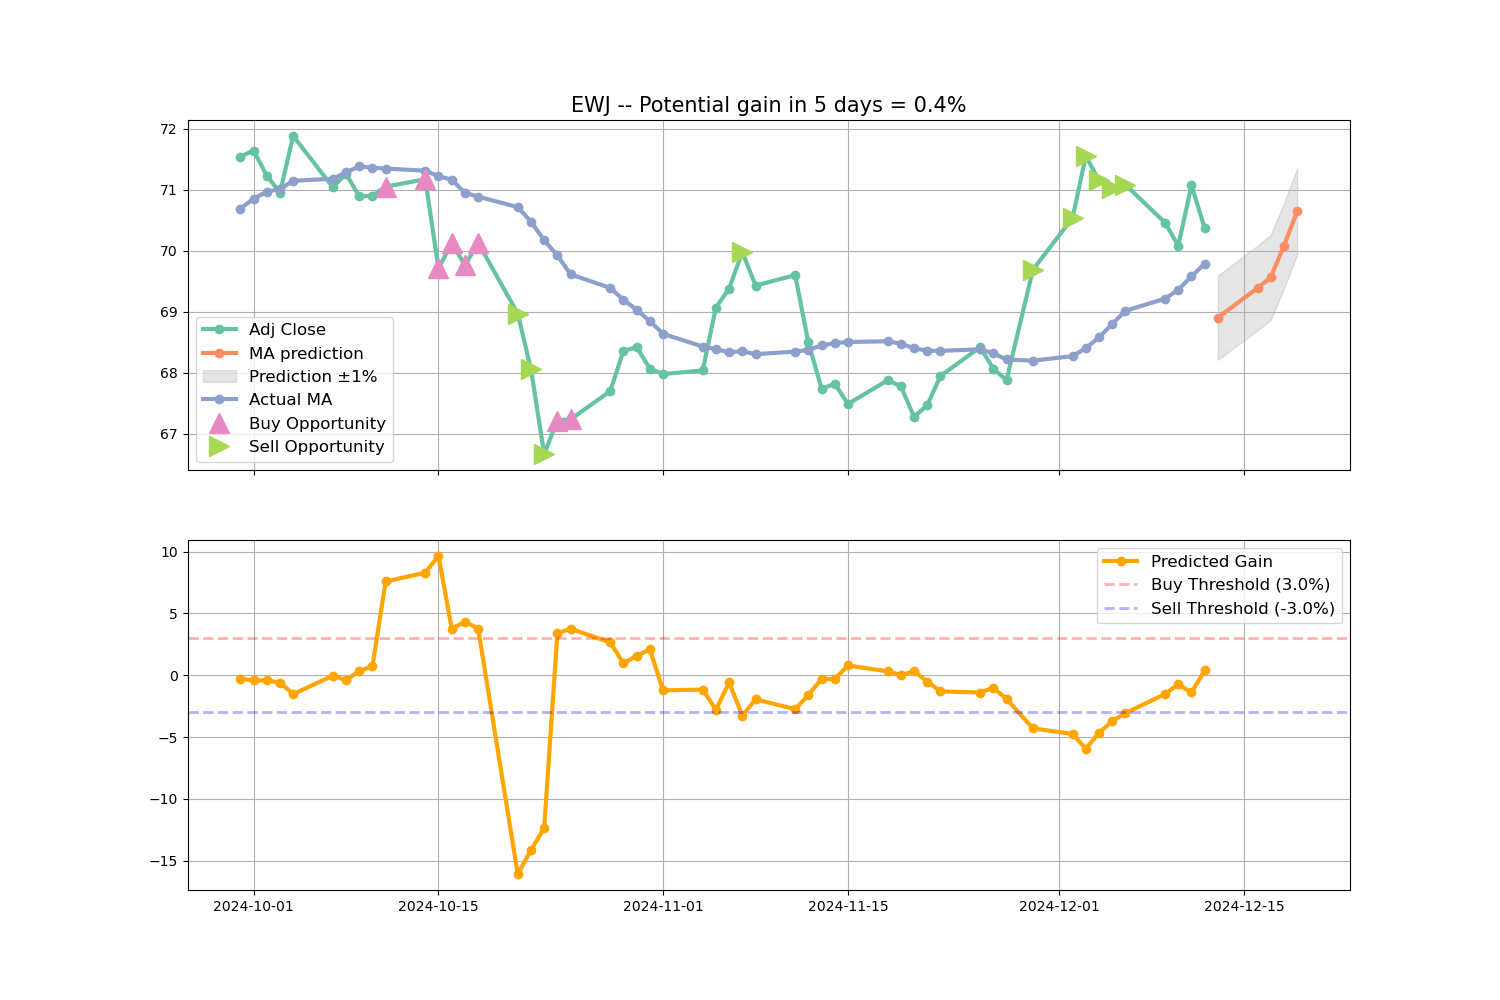 EWJ -- Potential gain in 5 days = 0.4%
72
71
70
69
68
67
Adj Close
MA prediction
Prediction ±1%
Actual MA
Buy Opportunity
Sell Opportunity
10
5
0
−5
−10
−15
Predicted Gain
Buy Threshold (3.0%)
Sell Threshold (-3.0%)
2024-10-01
2024-10-15
2024-11-01
2024-11-15
2024-12-01
2024-12-15